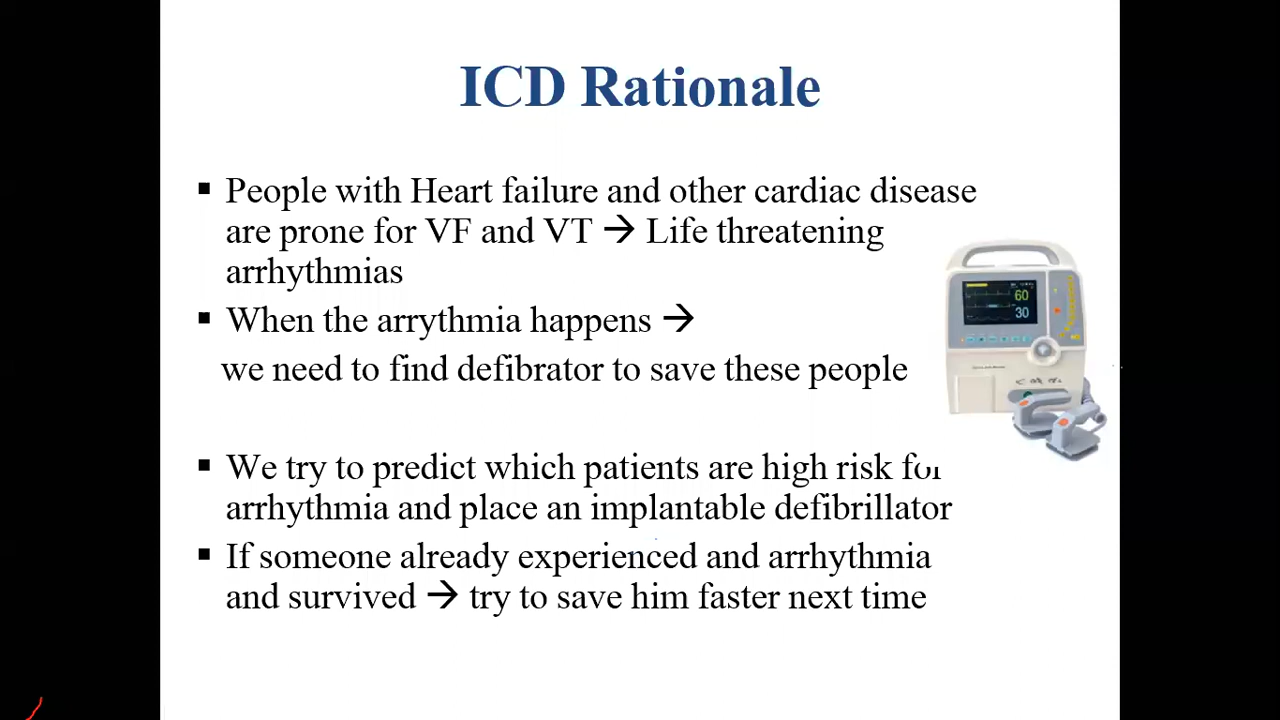 ICD Rationale
▪ People with Heart failure and other cardiac disease
are prone for VF and VT → Life threatening
arrhythmias
▪ When the arrythmia happens →
we need to find defibrator to save these people
60
30
▪ We try to predict which patients are high risk for
arrhythmia and place an implantable defibrillator
▪ If someone already experienced and arrhythmia
and survived → try to save him faster next time